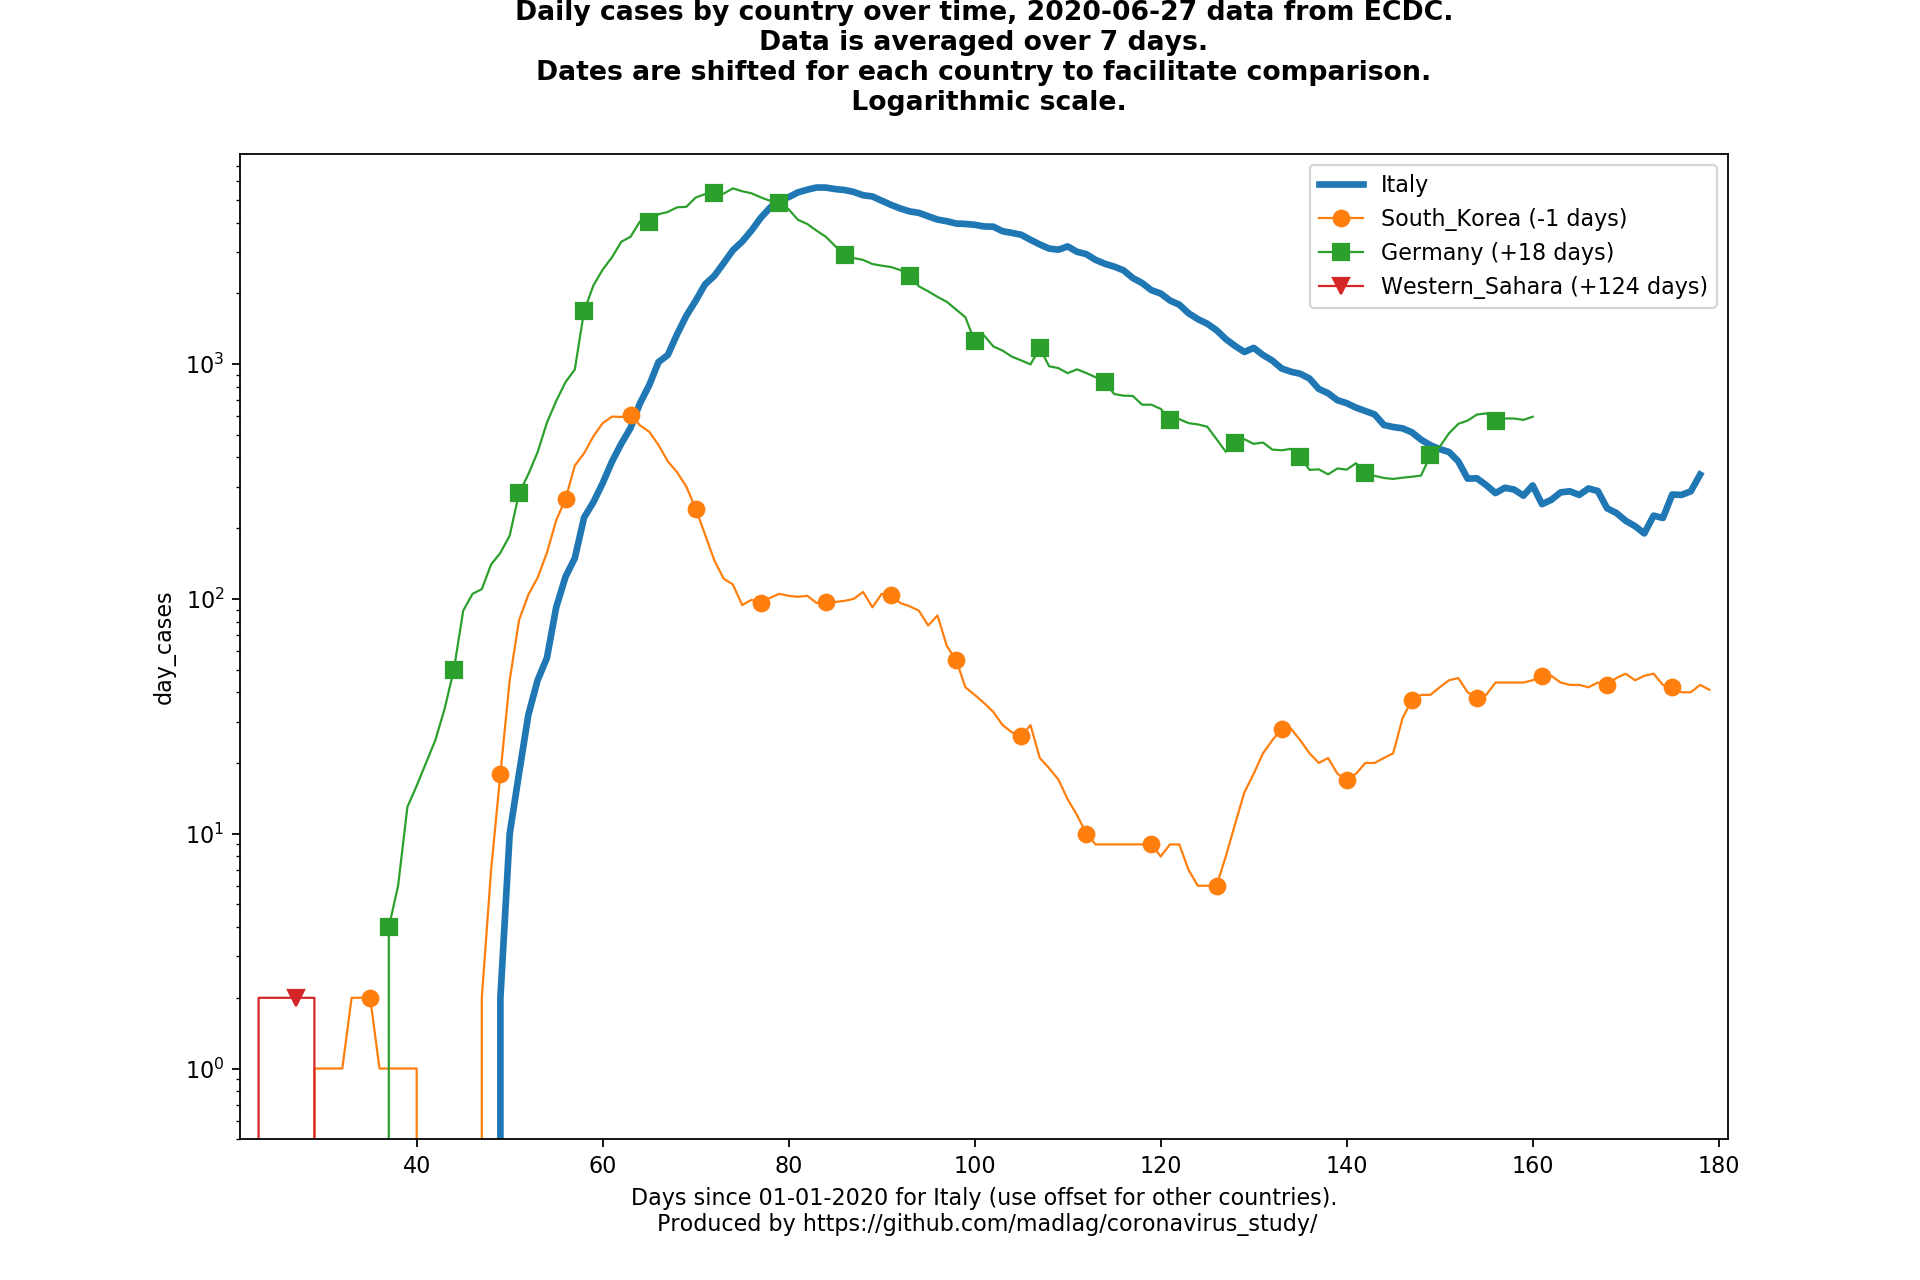 Daily cases by country over time, 2020-06-27 data from ECDC.
Data is averaged over 7 days.
Dates are shifted for each country to facilitate comparison.
Logarithmic scale.
Italy
South_Korea (-1 days)
Germany (+18 days)
Western_Sahara (+124 days)
day_cases
10³
10²
10¹
10⁰
40 60 80 100 120 140 160 180
Days since 01-01-2020 for Italy (use offset for other countries).
Produced by https://github.com/madlag/coronavirus_study/